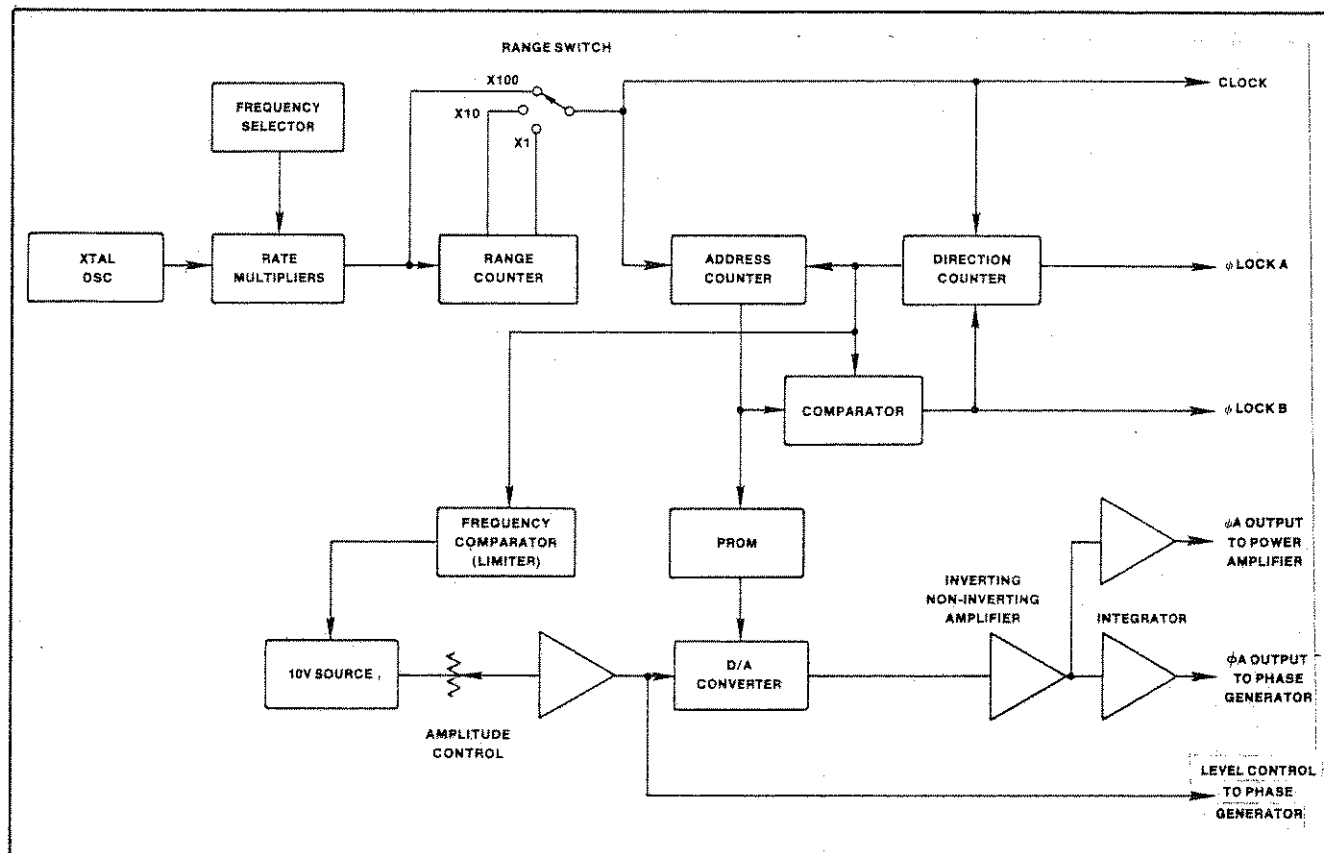 RANGE SWITCH
X100
X10
X1
CLOCK
FREQUENCY
SELECTOR
XTAL
OSC
RATE
MULTIPLIERS
RANGE
COUNTER
ADDRESS
COUNTER
DIRECTION
COUNTER
ϕLOCK A
COMPARATOR
ϕLOCK B
FREQUENCY
COMPARATOR
(LIMITER)
PROM
ϕA OUTPUT
TO POWER
AMPLIFIER
INVERTING
NON-INVERTING
AMPLIFIER
INTEGRATOR
10V SOURCE
D/A
CONVERTER
ϕA OUTPUT
TO PHASE
GENERATOR
AMPLITUDE
CONTROL
LEVEL CONTROL
TO PHASE
GENERATOR